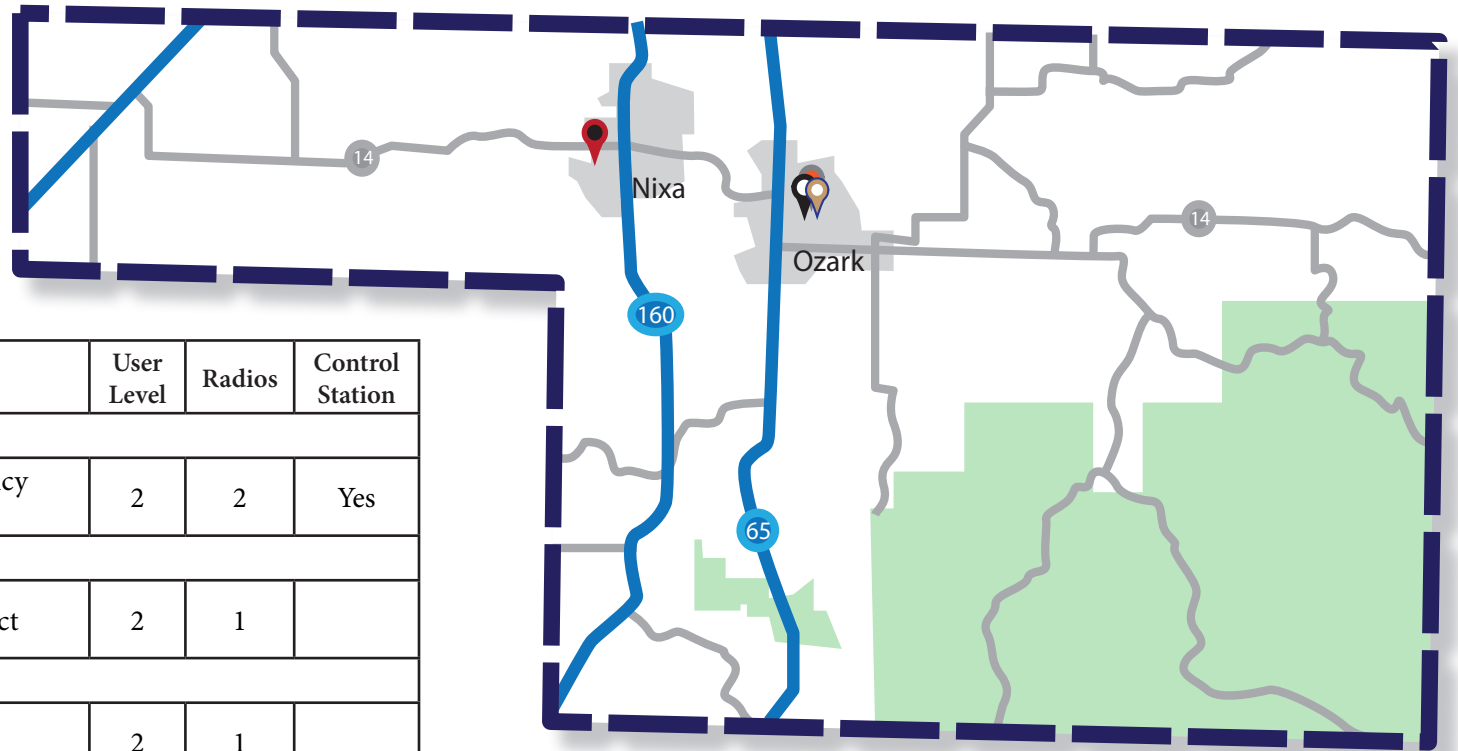 14
Nixa
14
Ozark
160
65
User Level
Radios
Control Station
cy
2
2
Yes
ct
2
1
2
1